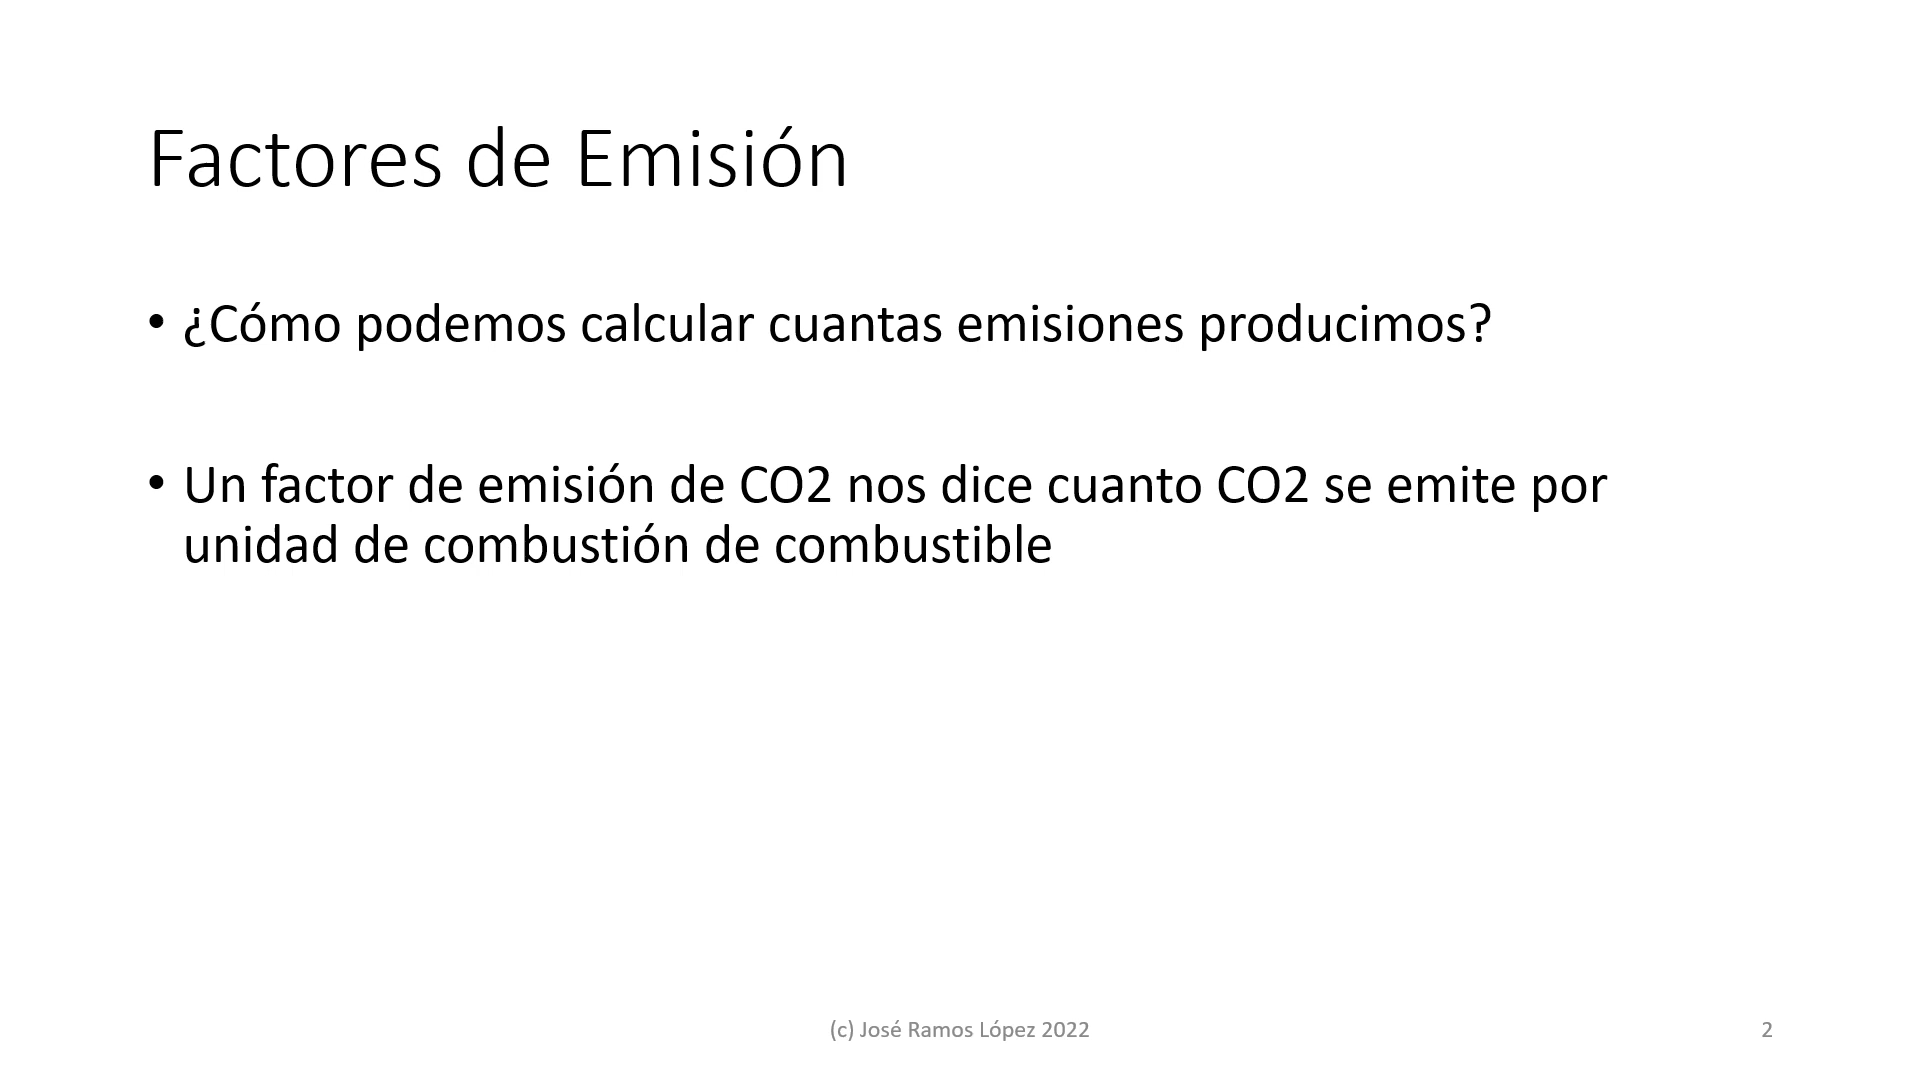 Factores de Emisión
• ¿Cómo podemos calcular cuantas emisiones producimos?
• Un factor de emisión de CO2 nos dice cuanto CO2 se emite por
unidad de combustión de combustible
(c) José Ramos López 2022
2